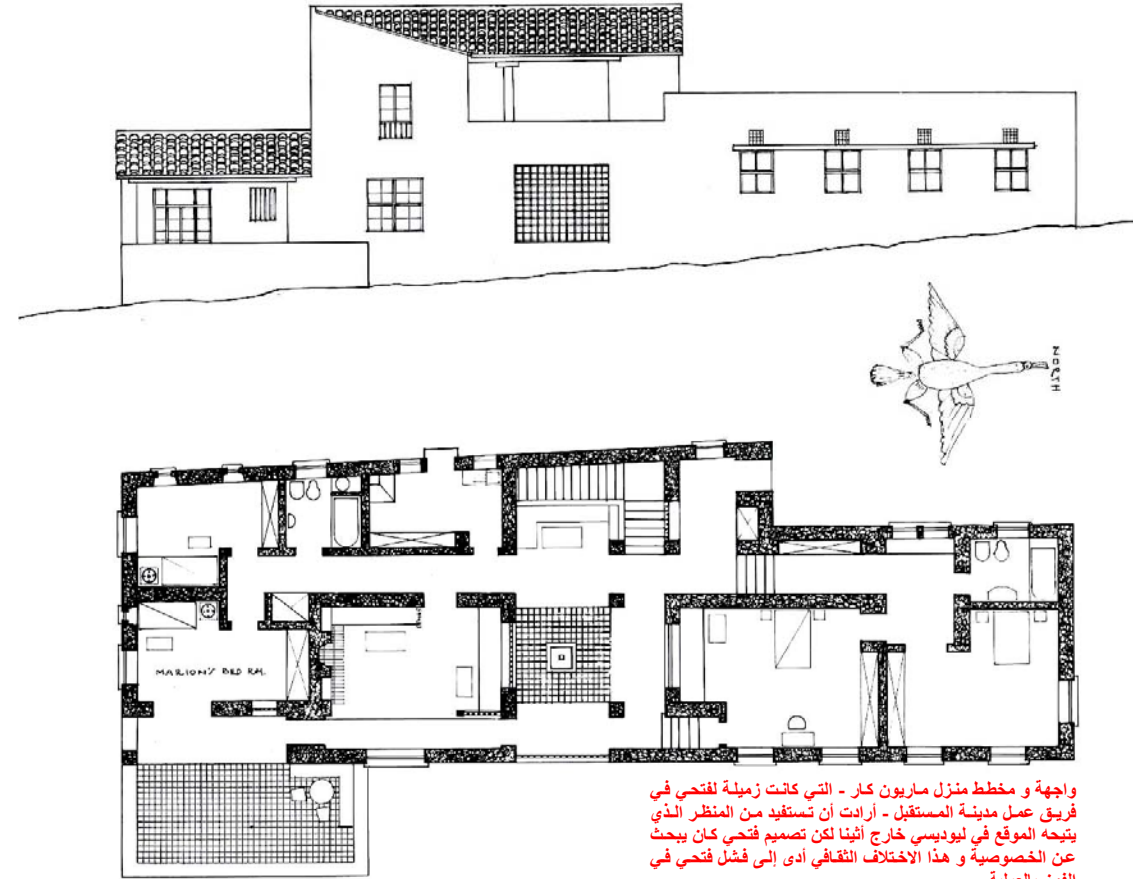 NORTH
MARION'S BED RM.
واجهة و مخطط منزل ماريون كار - التي كانت زميلة لفتحي في
فريق عمل مدينة المستقبل - أرادت أن تستفيد من المنظر الذي
يتيحه الموقع في ليوديسي خارج أثينا لكن تصميم فتحي كان يبحث
عن الخصوصية و هذا الاختلاف الثقافي أدى إلى فشل فتحي في